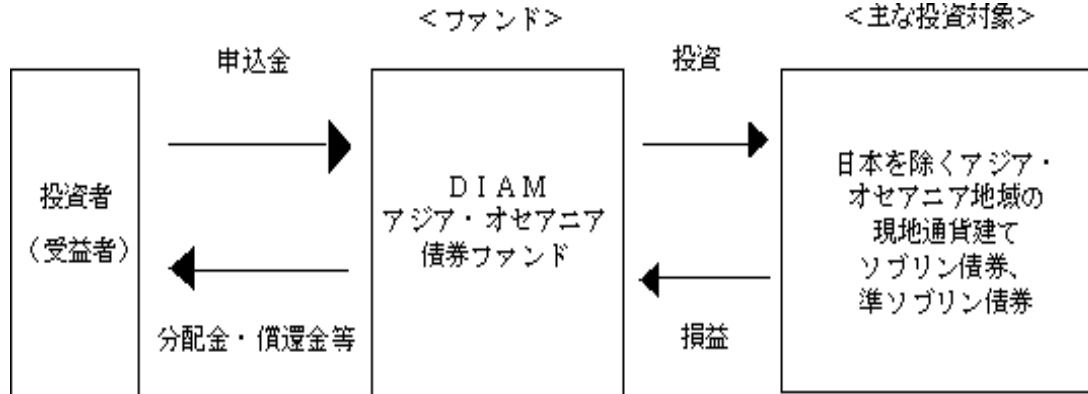 <ファンド>
<主な投資対象>
申込金
投資
投資者
(受益者)
DIAM
アジア・オセアニア
債券ファンド
日本を除くアジア・
オセアニア地域の
現地通貨建て
ソブリン債券、
準ソブリン債券
分配金・償還金等
損益